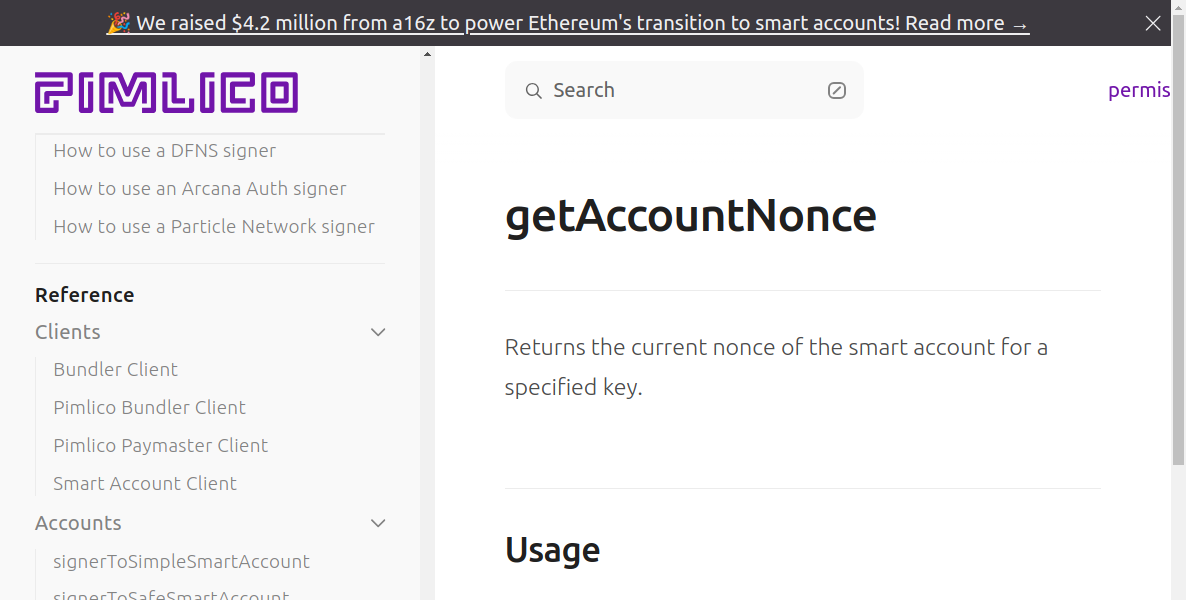 🎉 We raised $4.2 million from a16z to power Ethereum's transition to smart accounts! Read more →
PIMLICO
Search
permis
How to use a DFNS signer
How to use an Arcana Auth signer
How to use a Particle Network signer
Reference
Clients
Bundler Client
Pimlico Bundler Client
Pimlico Paymaster Client
Smart Account Client
Accounts
signerToSimpleSmartAccount
signerToSafeSmartAccount
getAccountNonce
Returns the current nonce of the smart account for a
specified key.
Usage